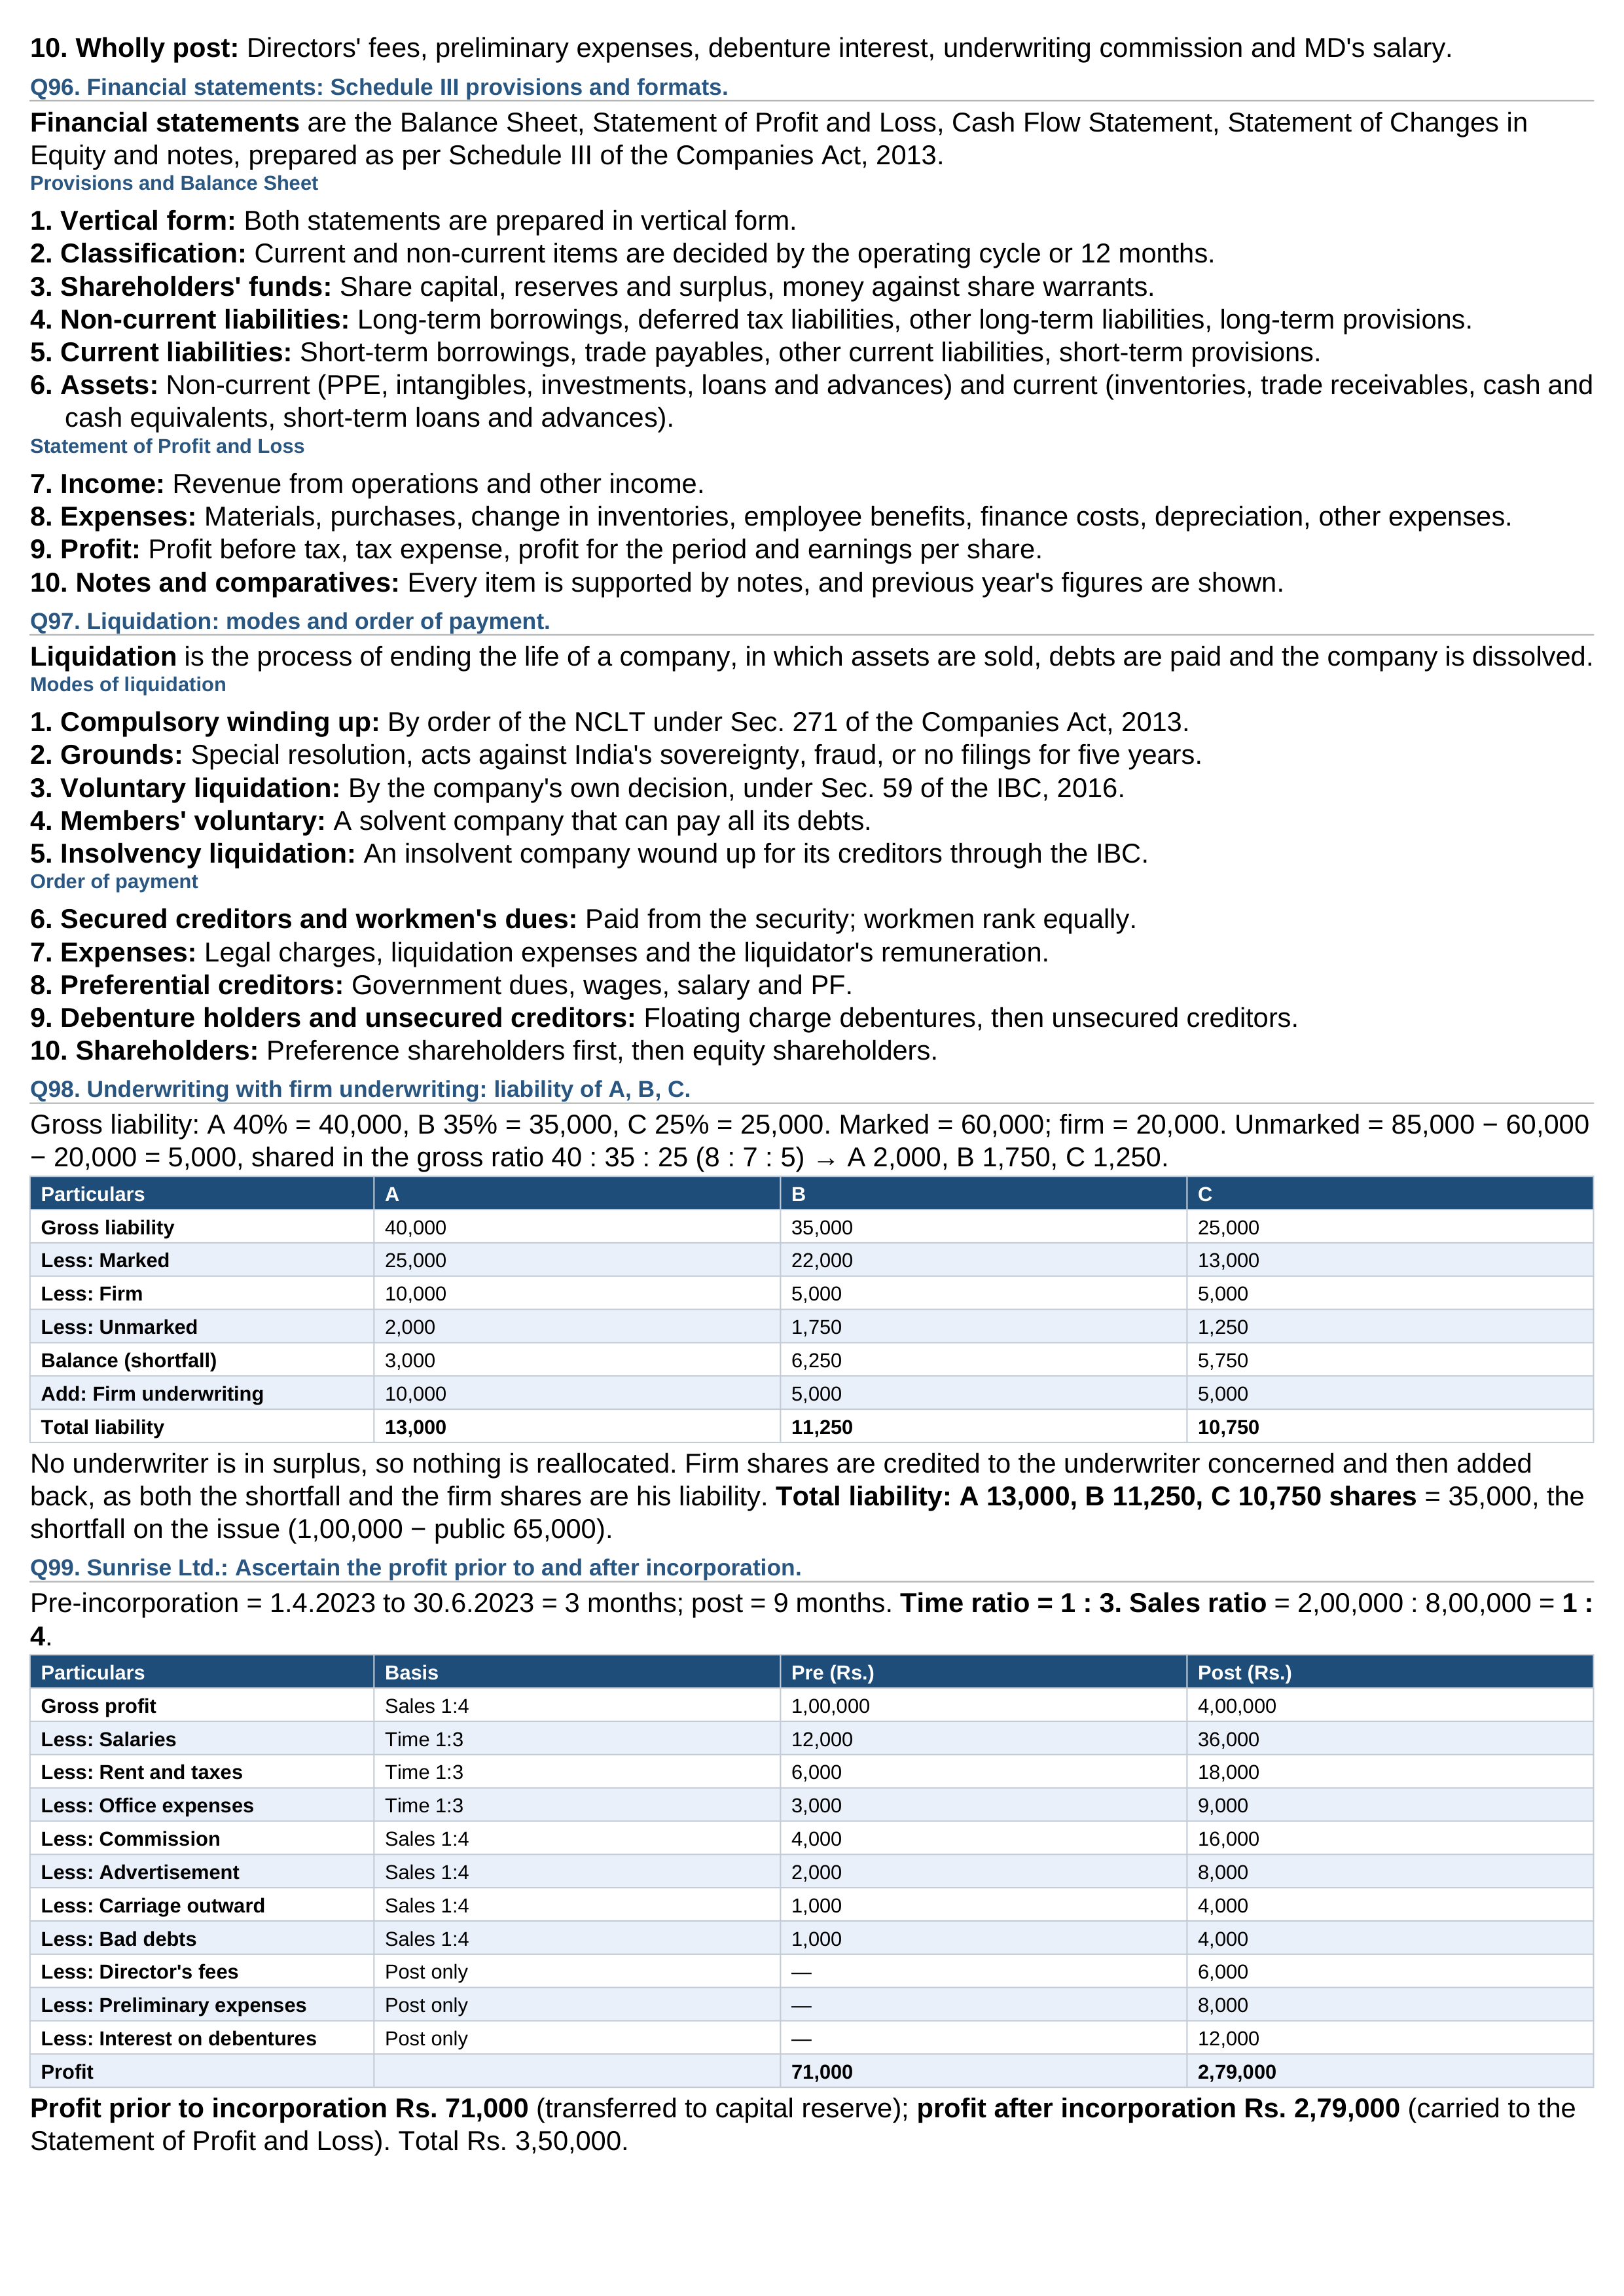 10. Wholly post: Directors' fees, preliminary expenses, debenture interest, underwriting commission and MD's salary.
Q96. Financial statements: Schedule III provisions and formats.
Financial statements are the Balance Sheet, Statement of Profit and Loss, Cash Flow Statement, Statement of Changes in
Equity and notes, prepared as per Schedule III of the Companies Act, 2013.
Provisions and Balance Sheet
1. Vertical form: Both statements are prepared in vertical form.
2. Classification: Current and non-current items are decided by the operating cycle or 12 months.
3. Shareholders' funds: Share capital, reserves and surplus, money against share warrants.
4. Non-current liabilities: Long-term borrowings, deferred tax liabilities, other long-term liabilities, long-term provisions.
5. Current liabilities: Short-term borrowings, trade payables, other current liabilities, short-term provisions.
6. Assets: Non-current (PPE, intangibles, investments, loans and advances) and current (inventories, trade receivables, cash and
cash equivalents, short-term loans and advances).
Statement of Profit and Loss
7. Income: Revenue from operations and other income.
8. Expenses: Materials, purchases, change in inventories, employee benefits, finance costs, depreciation, other expenses.
9. Profit: Profit before tax, tax expense, profit for the period and earnings per share.
10. Notes and comparatives: Every item is supported by notes, and previous year's figures are shown.
Q97. Liquidation: modes and order of payment.
Liquidation is the process of ending the life of a company, in which assets are sold, debts are paid and the company is dissolved.
Modes of liquidation
1. Compulsory winding up: By order of the NCLT under Sec. 271 of the Companies Act, 2013.
2. Grounds: Special resolution, acts against India's sovereignty, fraud, or no filings for five years.
3. Voluntary liquidation: By the company's own decision, under Sec. 59 of the IBC, 2016.
4. Members' voluntary: A solvent company that can pay all its debts.
5. Insolvency liquidation: An insolvent company wound up for its creditors through the IBC.
Order of payment
6. Secured creditors and workmen's dues: Paid from the security; workmen rank equally.
7. Expenses: Legal charges, liquidation expenses and the liquidator's remuneration.
8. Preferential creditors: Government dues, wages, salary and PF.
9. Debenture holders and unsecured creditors: Floating charge debentures, then unsecured creditors.
10. Shareholders: Preference shareholders first, then equity shareholders.
Q98. Underwriting with firm underwriting: liability of A, B, C.
Gross liability: A 40% = 40,000, B 35% = 35,000, C 25% = 25,000. Marked = 60,000; firm = 20,000. Unmarked = 85,000 − 60,000
− 20,000 = 5,000, shared in the gross ratio 40 : 35 : 25 (8 : 7 : 5) → A 2,000, B 1,750, C 1,250.
Particulars A B C
Gross liability 40,000 35,000 25,000
Less: Marked 25,000 22,000 13,000
Less: Firm 10,000 5,000 5,000
Less: Unmarked 2,000 1,750 1,250
Balance (shortfall) 3,000 6,250 5,750
Add: Firm underwriting 10,000 5,000 5,000
Total liability 13,000 11,250 10,750
No underwriter is in surplus, so nothing is reallocated. Firm shares are credited to the underwriter concerned and then added
back, as both the shortfall and the firm shares are his liability. Total liability: A 13,000, B 11,250, C 10,750 shares = 35,000, the
shortfall on the issue (1,00,000 − public 65,000).
Q99. Sunrise Ltd.: Ascertain the profit prior to and after incorporation.
Pre-incorporation = 1.4.2023 to 30.6.2023 = 3 months; post = 9 months. Time ratio = 1 : 3. Sales ratio = 2,00,000 : 8,00,000 = 1 :
4.
Particulars Basis Pre (Rs.) Post (Rs.)
Gross profit Sales 1:4 1,00,000 4,00,000
Less: Salaries Time 1:3 12,000 36,000
Less: Rent and taxes Time 1:3 6,000 18,000
Less: Office expenses Time 1:3 3,000 9,000
Less: Commission Sales 1:4 4,000 16,000
Less: Advertisement Sales 1:4 2,000 8,000
Less: Carriage outward Sales 1:4 1,000 4,000
Less: Bad debts Sales 1:4 1,000 4,000
Less: Director's fees Post only — 6,000
Less: Preliminary expenses Post only — 8,000
Less: Interest on debentures Post only — 12,000
Profit 71,000 2,79,000
Profit prior to incorporation Rs. 71,000 (transferred to capital reserve); profit after incorporation Rs. 2,79,000 (carried to the
Statement of Profit and Loss). Total Rs. 3,50,000.